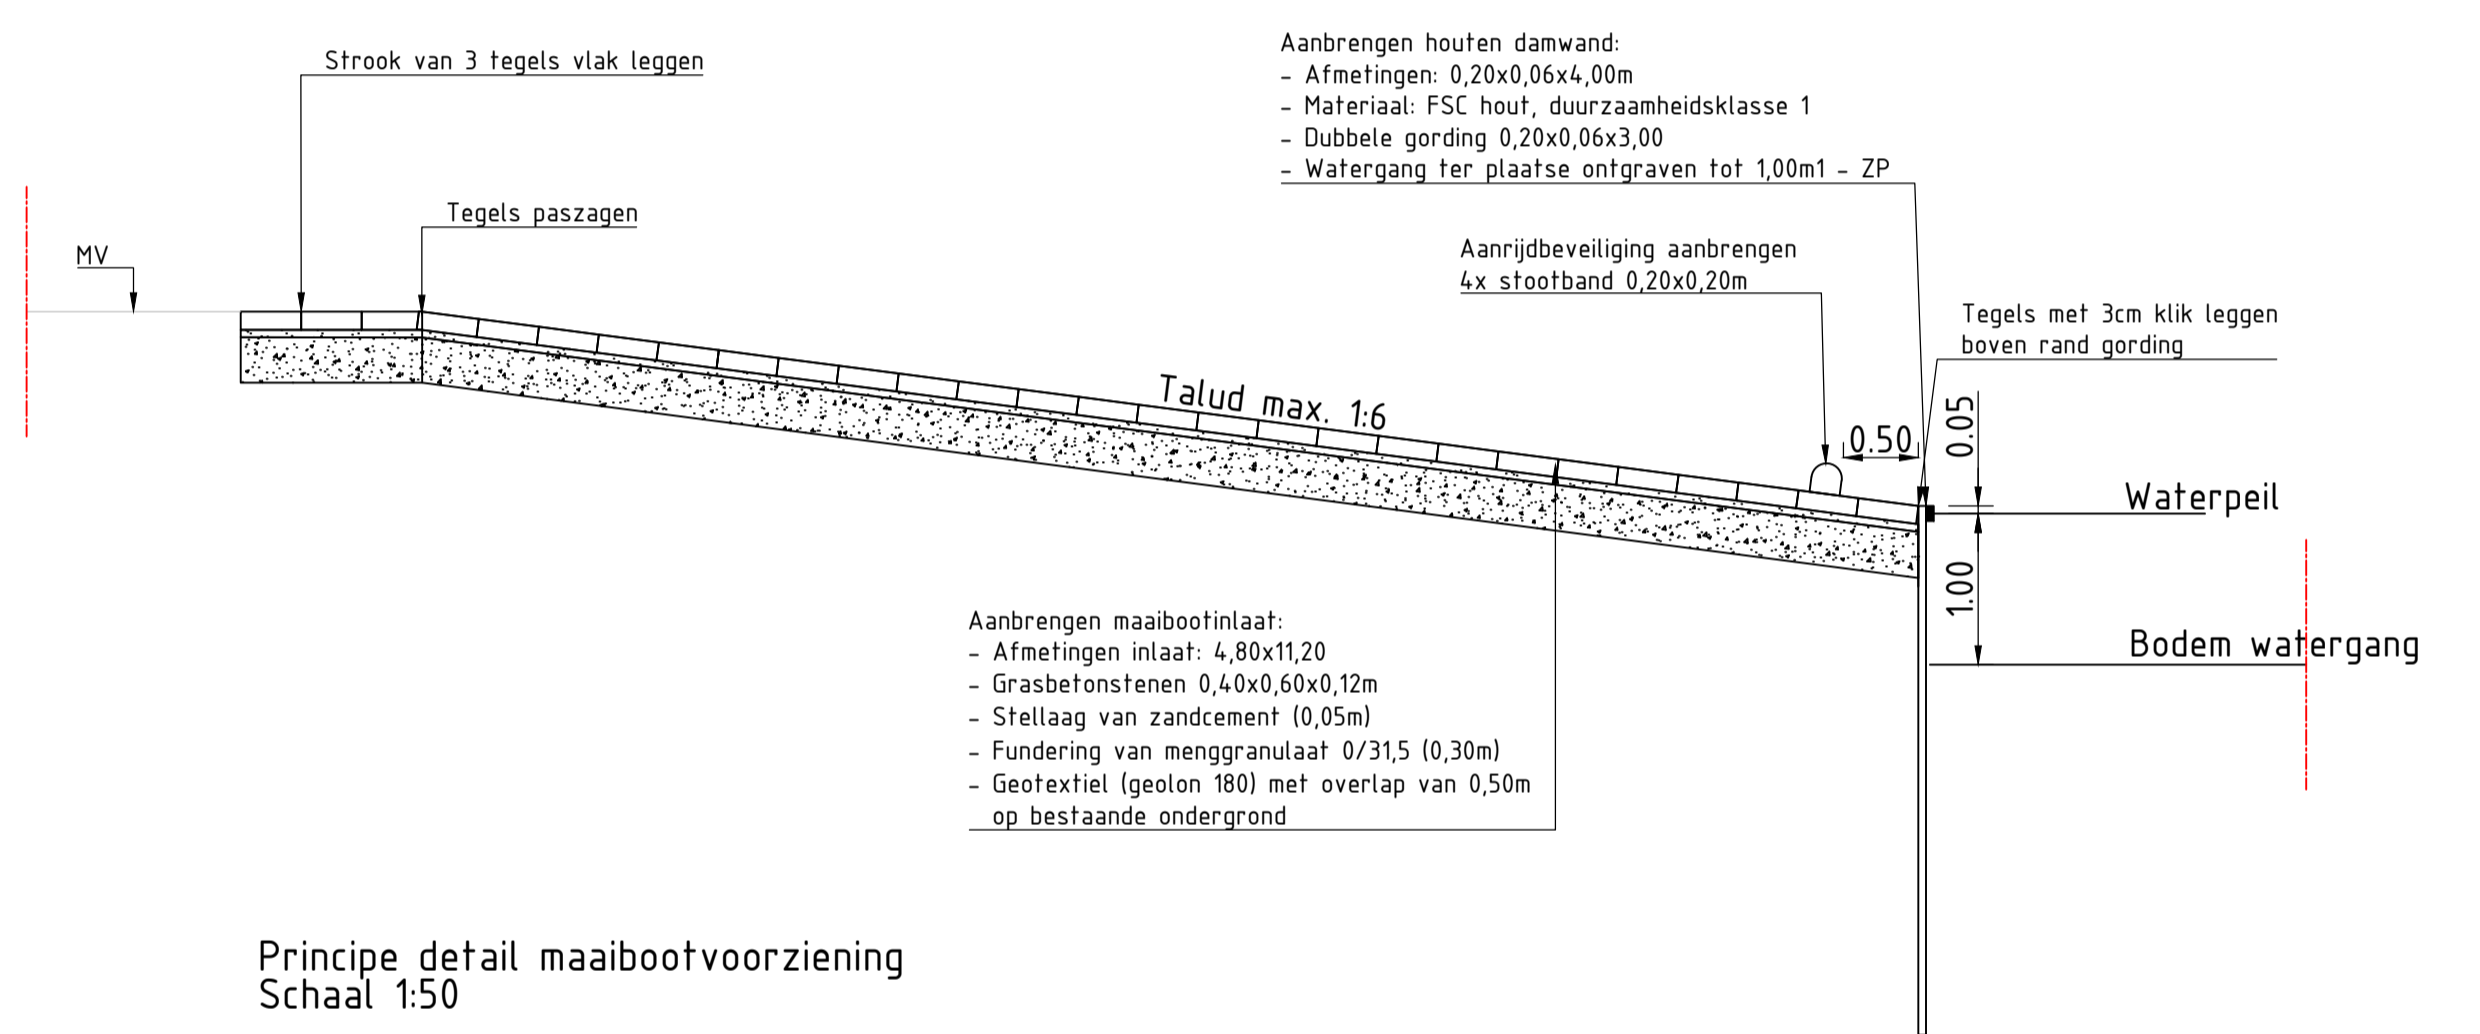 Strook van 3 tegels vlak leggen
Tegels paszagen
MV
Aanbrengen houten damwand:
- Afmetingen: 0,20x0,06x4,00m
- Materiaal: FSC hout, duurzaamheidsklasse 1
- Dubbele gording 0,20x0,06x3,00
- Watergang ter plaatse ontgraven tot 1,00m1 - ZP
Aanrijdbeveiliging aanbrengen
4x stootband 0,20x0,20m
Tegels met 3cm klik leggen
boven rand gording
Talud max. 1:6
0.50
0.05
Waterpeil
1.00
Bodem watergang
Aanbrengen maaibootinlaat:
- Afmetingen inlaat: 4,80x11,20
- Grasbetonstenen 0,40x0,60x0,12m
- Stellaag van zandcement (0,05m)
- Fundering van menggranulaat 0/31,5 (0,30m)
- Geotextiel (geolon 180) met overlap van 0,50m
op bestaande ondergrond
Principe detail maaibootvoorziening
Schaal 1:50